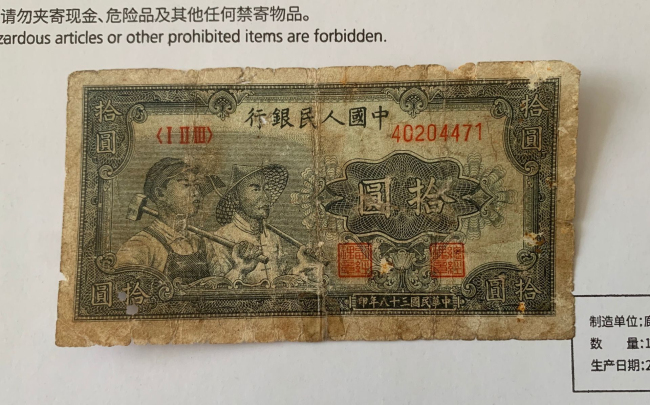 请勿夹寄现金、危险品及其他任何禁寄物品。
zardous articles or other prohibited items are forbidden.
拾圓
行銀民人國中
拾圓
〈I II III〉
40204471
圓拾
圓拾
印年八十三國民華中
拾圓
制造单位:
数 量:1
生产日期:2